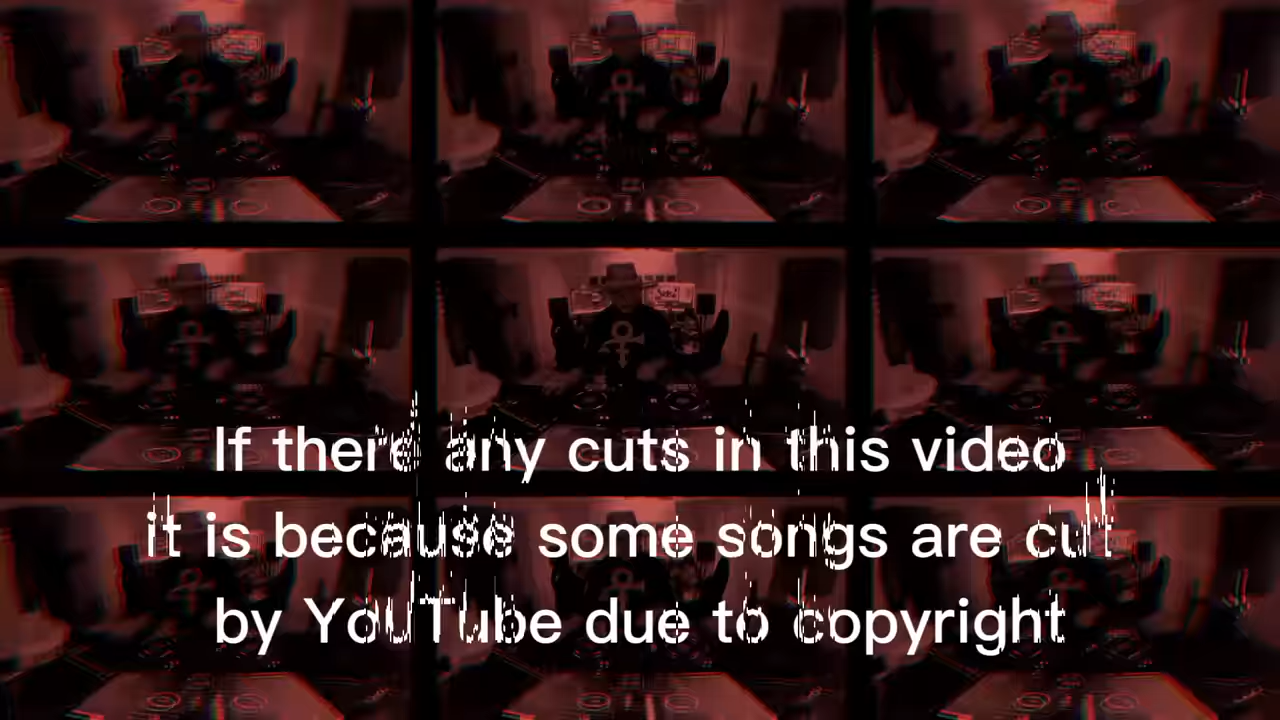 If there any cuts in this video
it is because some songs are cut
by YouTube due to copyright